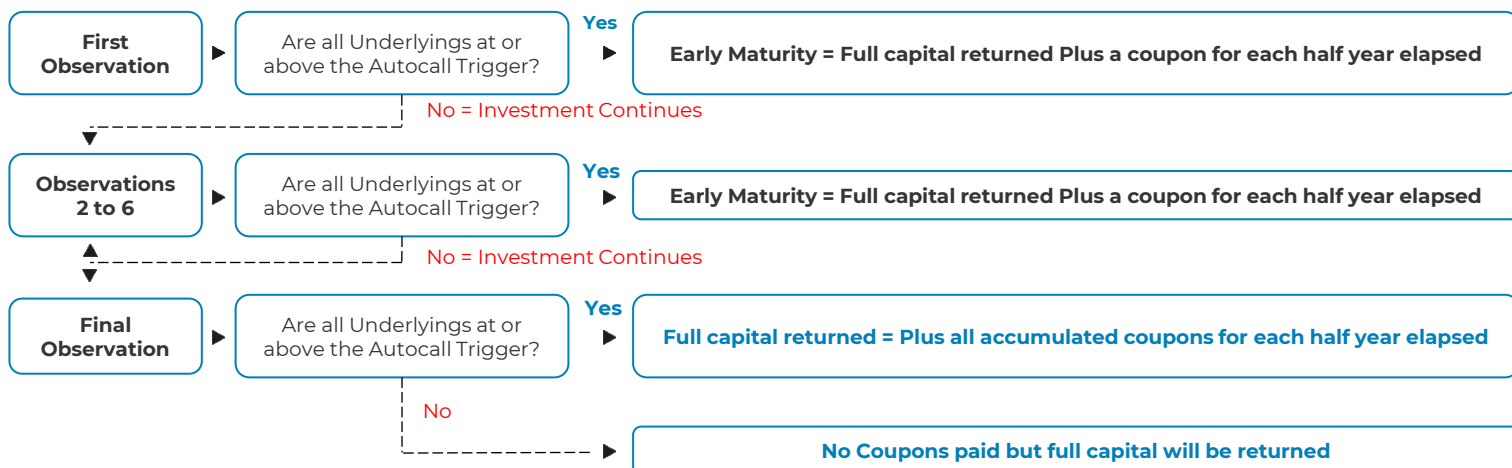 First
Observation
Are all Underlyings at or
above the Autocall Trigger?
Yes
Early Maturity = Full capital returned Plus a coupon for each half year elapsed
No = Investment Continues
Observations
2 to 6
Are all Underlyings at or
above the Autocall Trigger?
Yes
Early Maturity = Full capital returned Plus a coupon for each half year elapsed
No = Investment Continues
Final
Observation
Are all Underlyings at or
above the Autocall Trigger?
Yes
Full capital returned = Plus all accumulated coupons for each half year elapsed
No
No Coupons paid but full capital will be returned